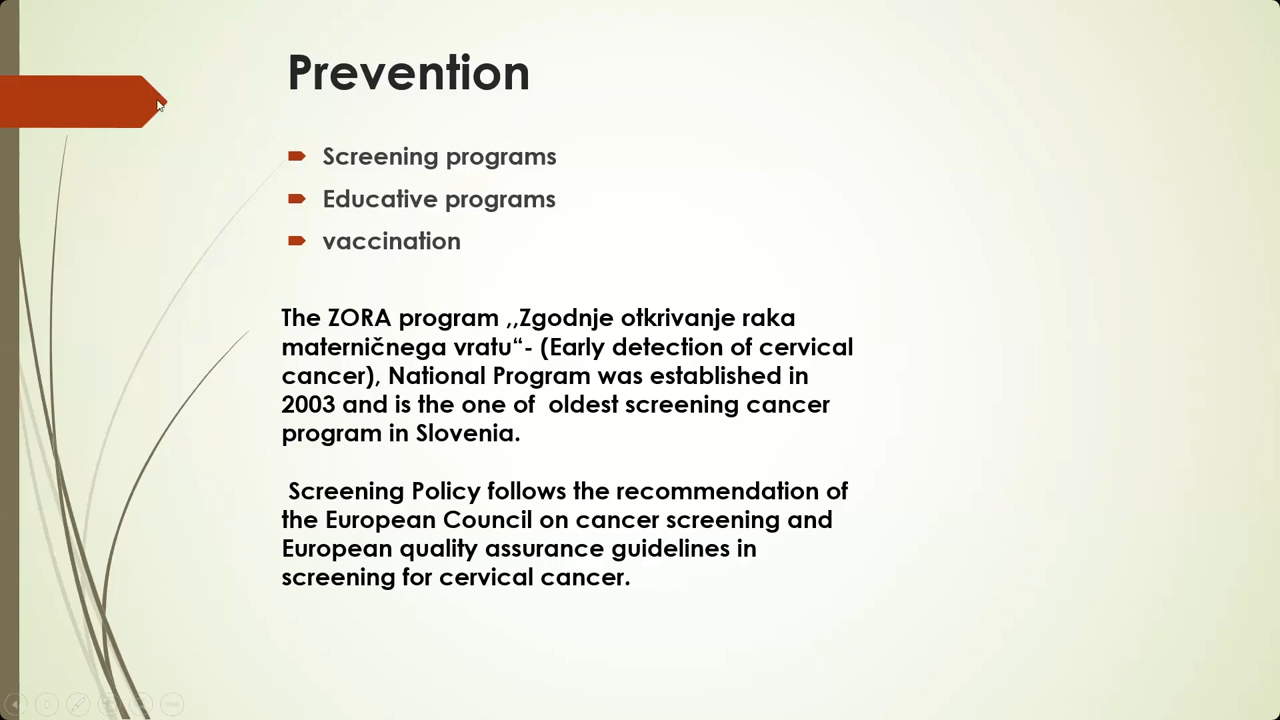 Prevention
Screening programs
Educative programs
vaccination
The ZORA program ,,Zgodnje otkrivanje raka
materničnega vratu“- (Early detection of cervical
cancer), National Program was established in
2003 and is the one of  oldest screening cancer
program in Slovenia.
Screening Policy follows the recommendation of
the European Council on cancer screening and
European quality assurance guidelines in
screening for cervical cancer.